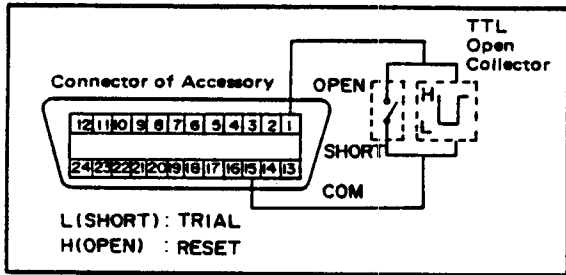 TTL
Open
Collector
Connector of Accessory
OPEN
H
L
12 11 10 9 8 7 6 5 4 3 2 1
SHORT
24 23 22 21 20 19 18 17 16 15 14 13
COM
L(SHORT): TRIAL
H(OPEN) : RESET